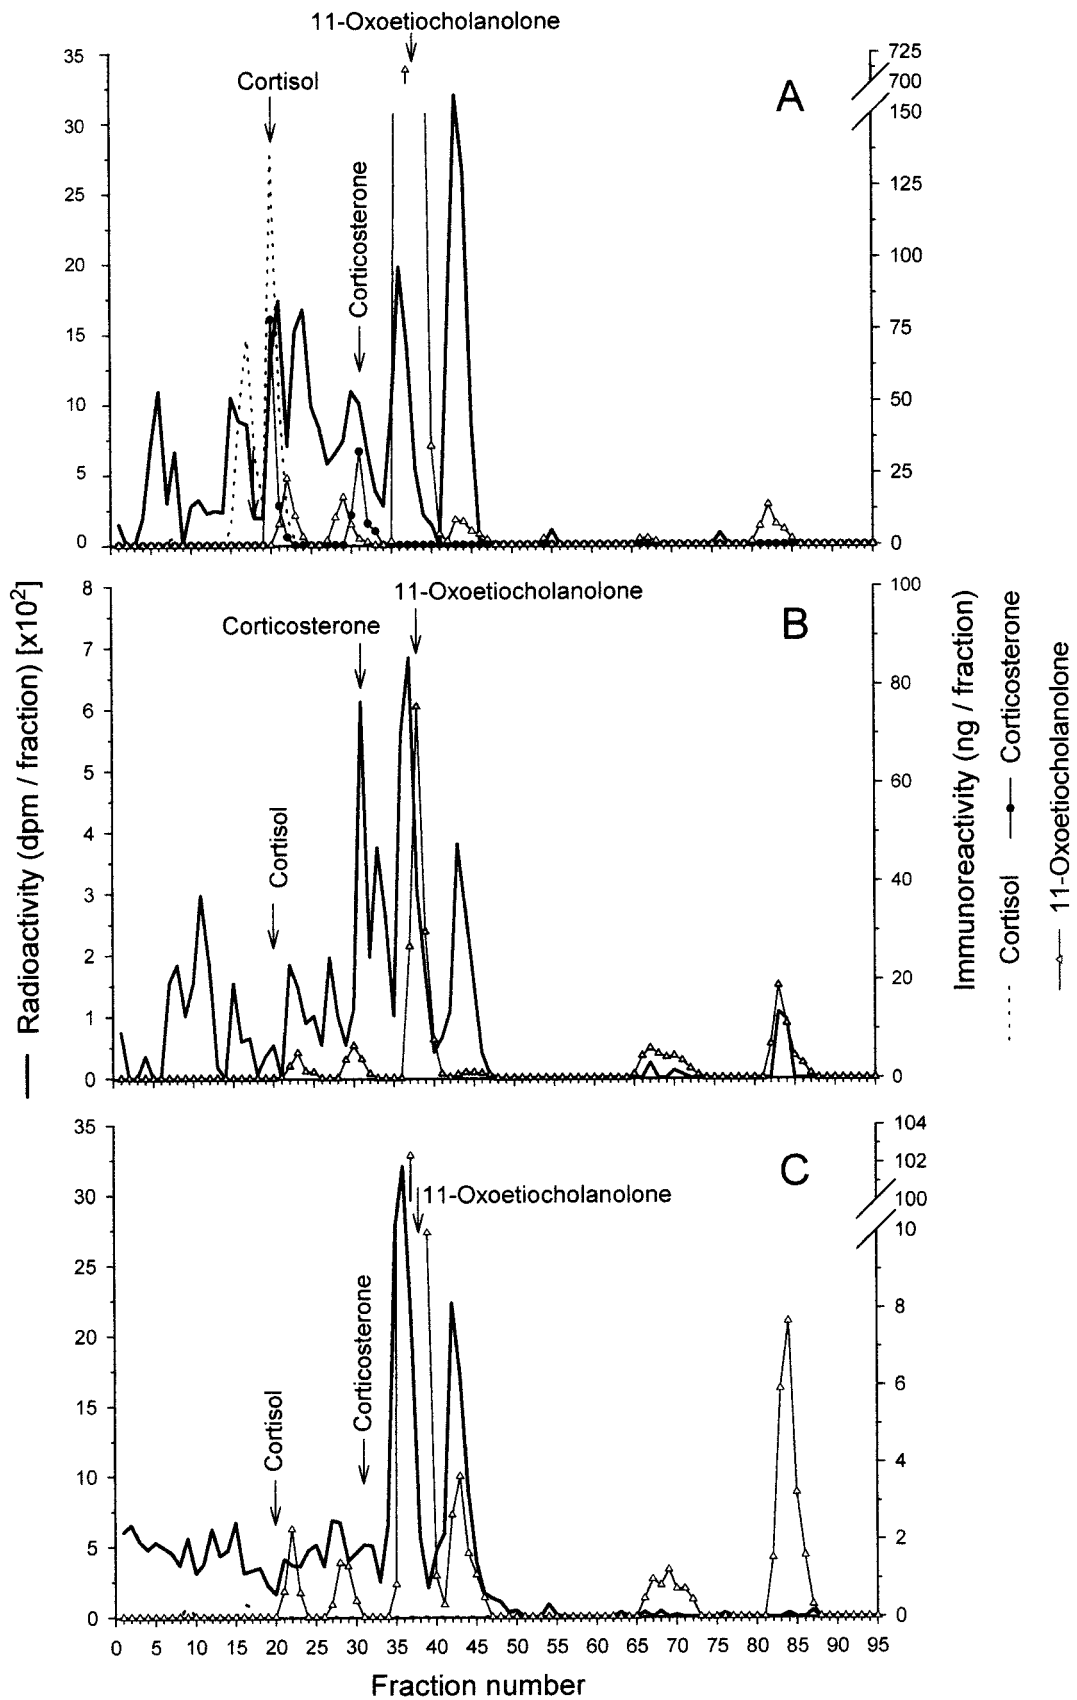 11-Oxoetiocholanolone
Cortisol
Corticosterone
A
35
30
25
20
15
10
5
0
725
700
150
125
100
75
50
25
0
11-Oxoetiocholanolone
Corticosterone
Cortisol
B
8
7
6
5
4
3
2
1
0
100
80
60
40
20
0
11-Oxoetiocholanolone
Corticosterone
Cortisol
C
35
30
25
20
15
10
5
0
104
102
100
10
8
6
4
2
0
0 5 10 15 20 25 30 35 40 45 50 55 60 65 70 75 80 85 90 95
Fraction number
Radioactivity (dpm / fraction) [x10²]
Immunoreactivity (ng / fraction)
Cortisol Corticosterone
11-Oxoetiocholanolone